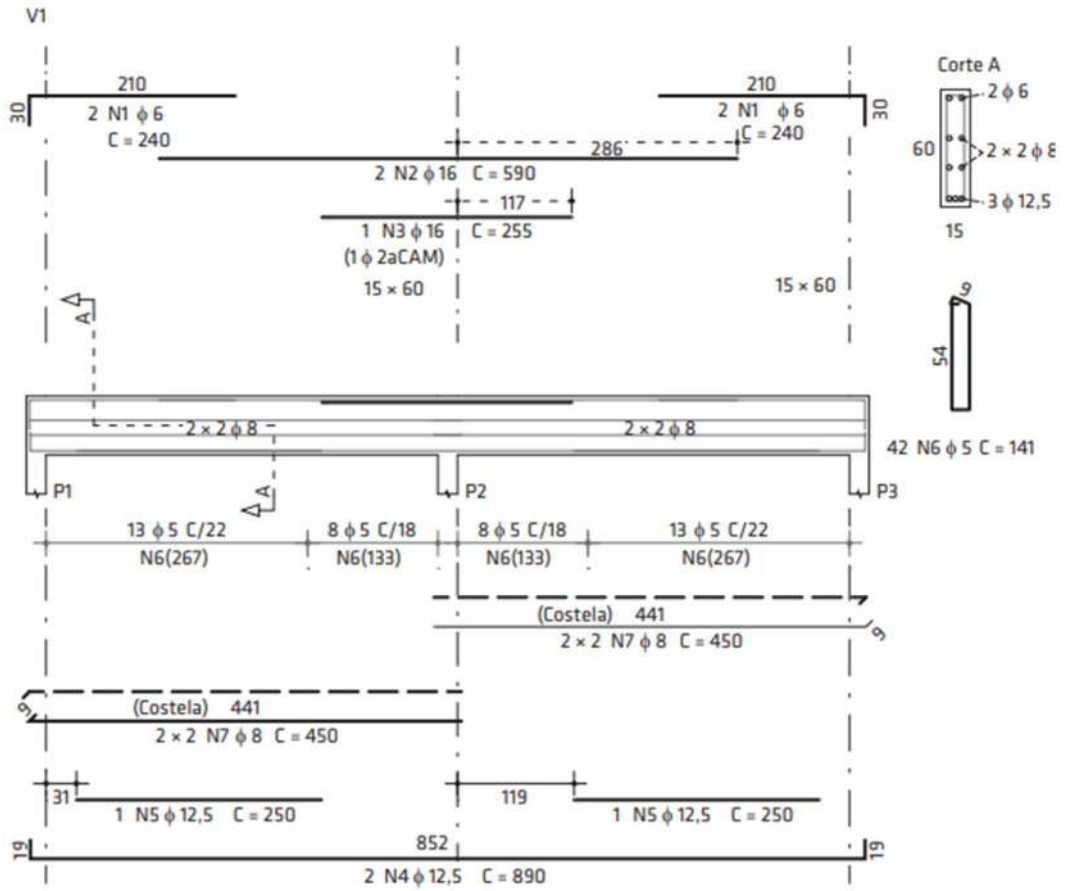 V1
210
30
2 N1 ϕ 6
C = 240
210
30
2 N1 ϕ 6
C = 240
286
2 N2 ϕ 16 C = 590
117
1 N3 ϕ 16 C = 255
(1 ϕ 2aCAM)
15 × 60
15 × 60
Corte A
2 ϕ 6
60
2 × 2 ϕ 8
3 ϕ 12,5
15
9
54
42 N6 ϕ 5 C = 141
A
2 × 2 ϕ 8
2 × 2 ϕ 8
A
P1
P2
P3
13 ϕ 5 C/22
8 ϕ 5 C/18
8 ϕ 5 C/18
13 ϕ 5 C/22
N6(267)
N6(133)
N6(133)
N6(267)
(Costela) 441
2 × 2 N7 ϕ 8 C = 450
9
(Costela) 441
9
2 × 2 N7 ϕ 8 C = 450
31
1 N5 ϕ 12,5 C = 250
119
1 N5 ϕ 12,5 C = 250
19
852
19
2 N4 ϕ 12,5 C = 890